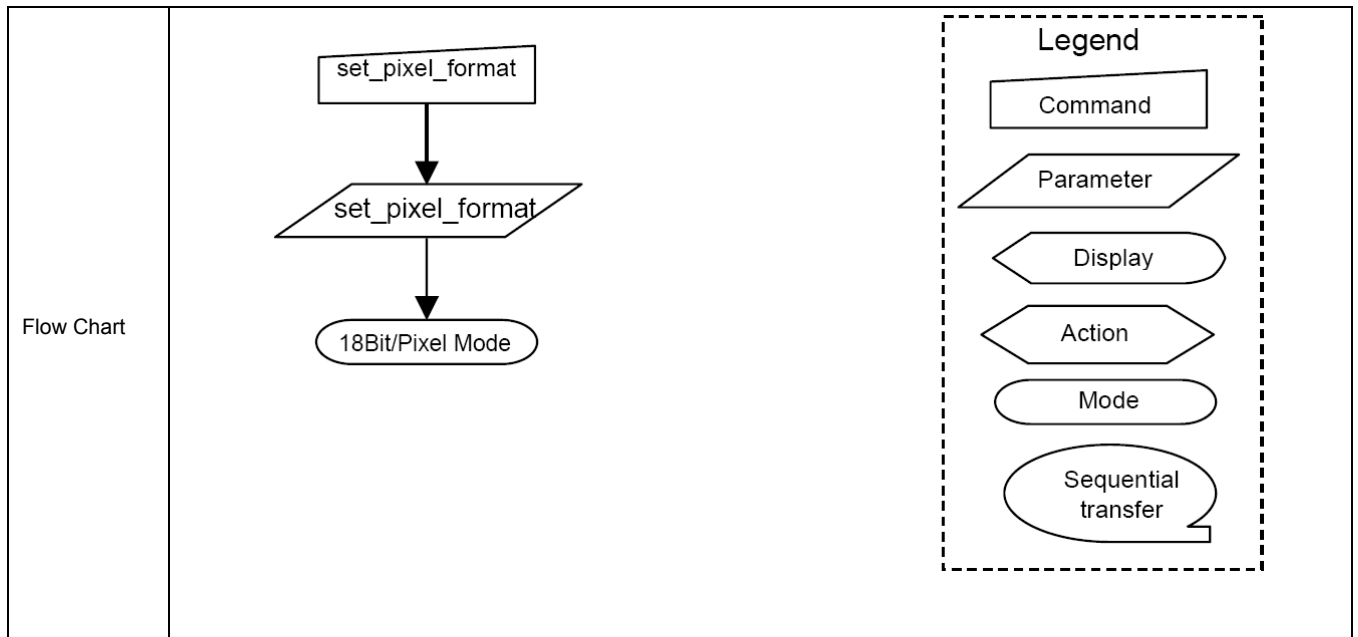 Flow Chart
set_pixel_format
set_pixel_format
18Bit/Pixel Mode
Legend
Command
Parameter
Display
Action
Mode
Sequential
transfer